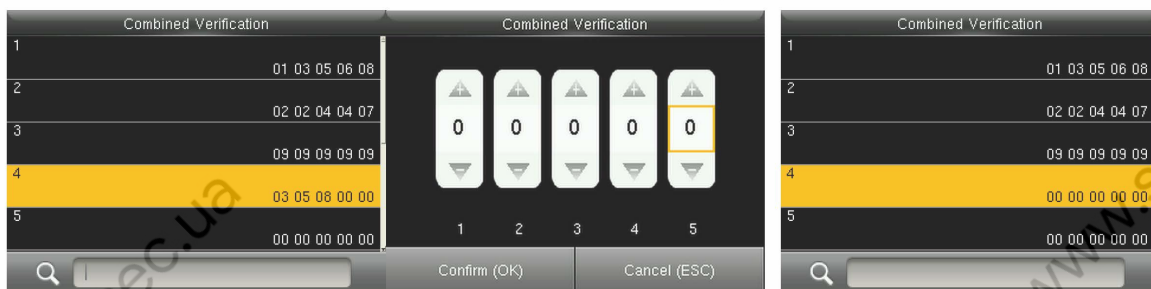 Combined Verification
1
01 03 05 06 08
2
02 02 04 04 07
3
09 09 09 09 09
4
03 05 08 00 00
5
00 00 00 00 00
Combined Verification
0 0 0 0 0
1 2 3 4 5
Confirm (OK) Cancel (ESC)
Combined Verification
1
01 03 05 06 08
2
02 02 04 04 07
3
09 09 09 09 09
4
00 00 00 00 00
5
00 00 00 00 00
ec.ua
www.s